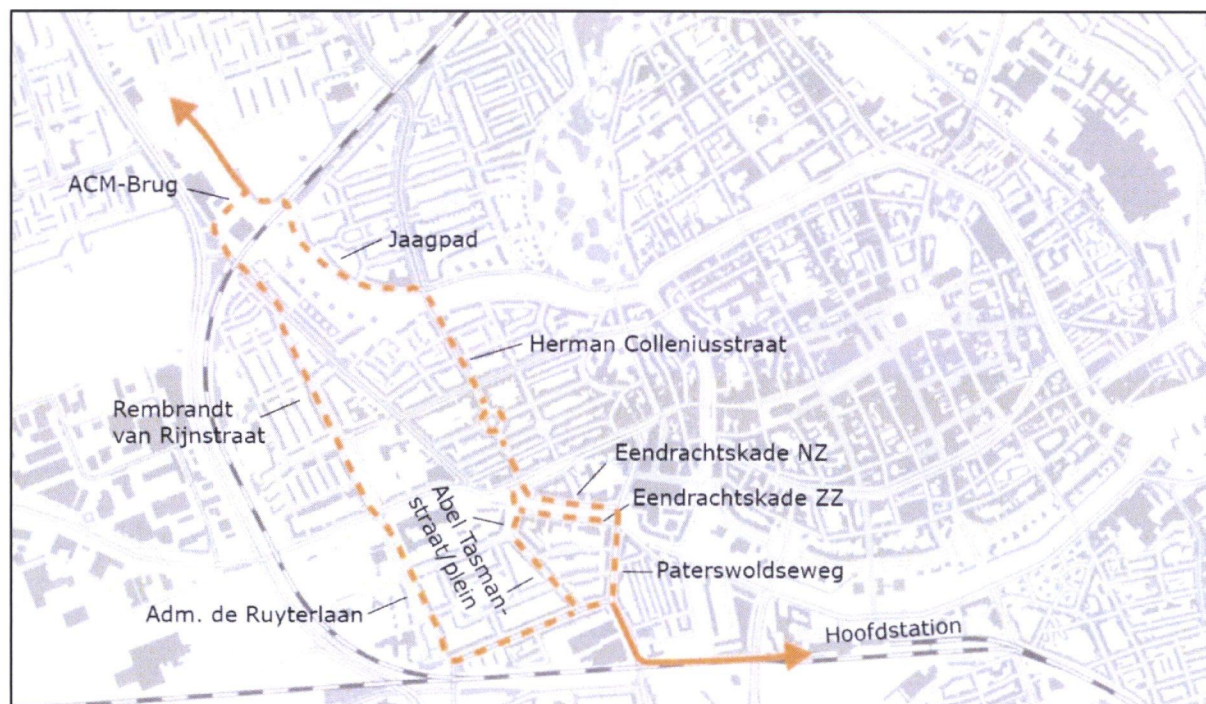 ACM-Brug
Jaagpad
Herman Colleniusstraat
Rembrandt
van Rijnstraat
Eendrachtskade NZ
Eendrachtskade ZZ
Abel Tasman-
straat/plein
Paterswoldseweg
Adm. de Ruyterlaan
Hoofdstation